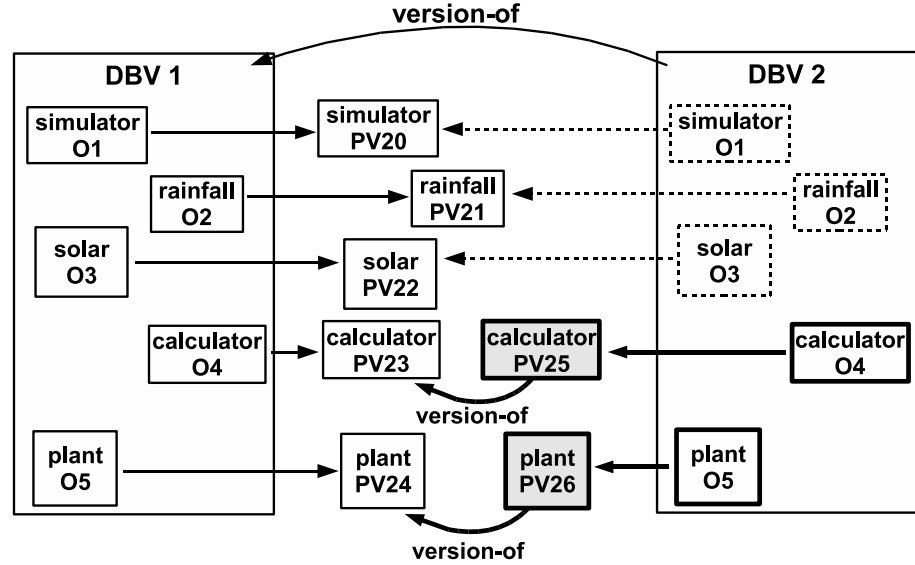 version-of
DBV 1
DBV 2
simulator
O1
simulator
PV20
simulator
O1
rainfall
O2
rainfall
PV21
rainfall
O2
solar
O3
solar
PV22
solar
O3
calculator
O4
calculator
PV23
calculator
PV25
calculator
O4
version-of
plant
O5
plant
PV24
plant
PV26
plant
O5
version-of